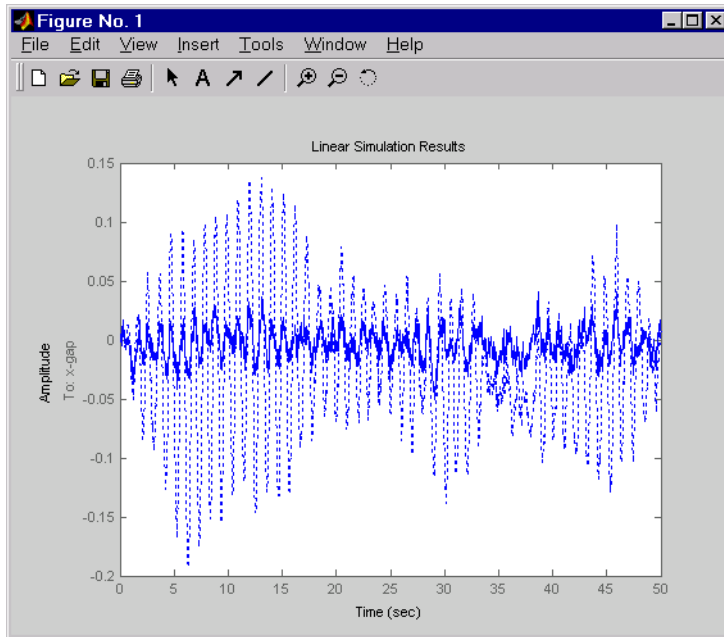 Figure No. 1
File Edit View Insert Tools Window Help
A
Linear Simulation Results
0.15
0.1
0.05
0
-0.05
-0.1
-0.15
-0.2
Amplitude
To: x-gap
0 5 10 15 20 25 30 35 40 45 50
Time (sec)